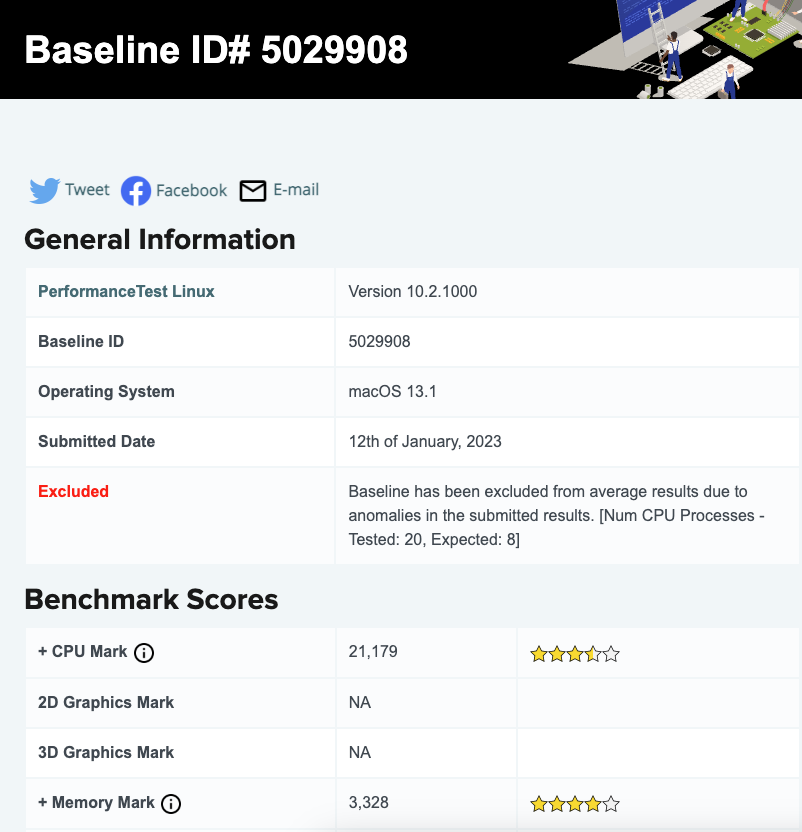 Baseline ID# 5029908
Tweet Facebook E-mail
General Information
PerformanceTest Linux Version 10.2.1000
Baseline ID 5029908
Operating System macOS 13.1
Submitted Date 12th of January, 2023
Excluded Baseline has been excluded from average results due to
anomalies in the submitted results. [Num CPU Processes -
Tested: 20, Expected: 8]
Benchmark Scores
+ CPU Mark 21,179
2D Graphics Mark NA
3D Graphics Mark NA
+ Memory Mark 3,328